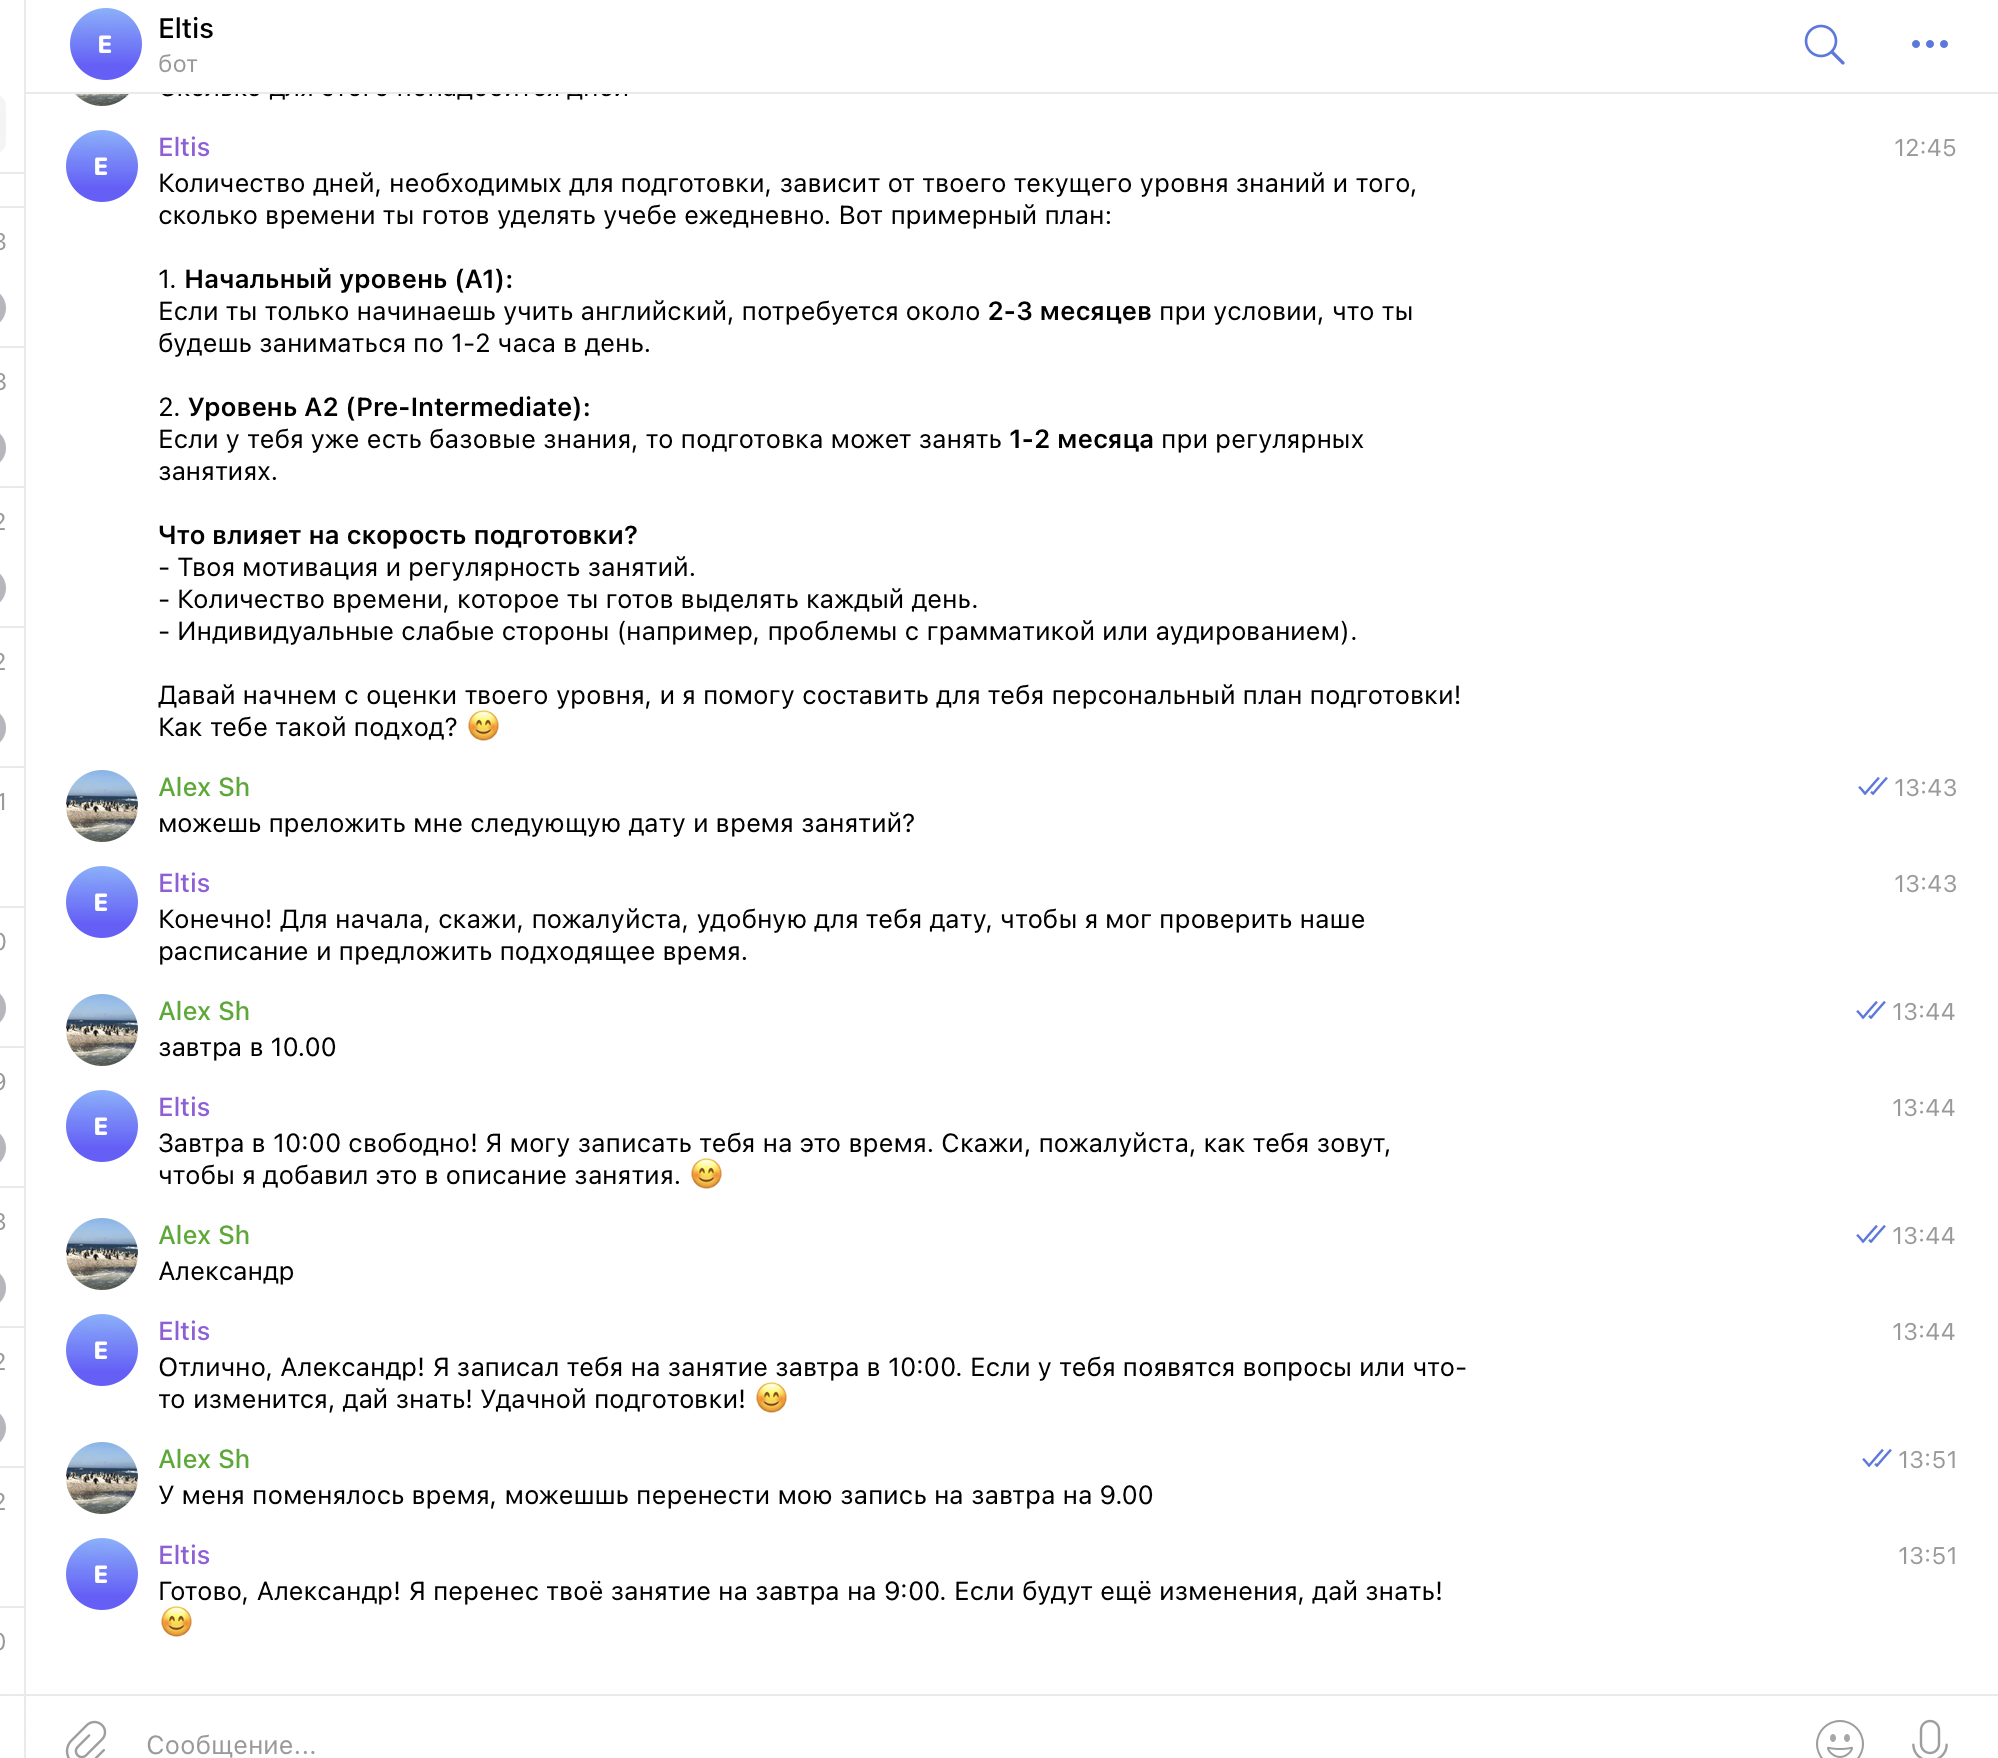 Eltis
бот
Eltis
12:45
Количество дней, необходимых для подготовки, зависит от твоего текущего уровня знаний и того,
сколько времени ты готов уделять учебе ежедневно. Вот примерный план:
1. Начальный уровень (A1):
Если ты только начинаешь учить английский, потребуется около 2-3 месяцев при условии, что ты
будешь заниматься по 1-2 часа в день.
2. Уровень A2 (Pre-Intermediate):
Если у тебя уже есть базовые знания, то подготовка может занять 1-2 месяца при регулярных
занятиях.
Что влияет на скорость подготовки?
- Твоя мотивация и регулярность занятий.
- Количество времени, которое ты готов выделять каждый день.
- Индивидуальные слабые стороны (например, проблемы с грамматикой или аудированием).
Давай начнем с оценки твоего уровня, и я помогу составить для тебя персональный план подготовки!
Как тебе такой подход? 😊
Alex Sh
13:43
можешь преложить мне следующую дату и время занятий?
Eltis
13:43
Конечно! Для начала, скажи, пожалуйста, удобную для тебя дату, чтобы я мог проверить наше
расписание и предложить подходящее время.
Alex Sh
13:44
завтра в 10.00
Eltis
13:44
Завтра в 10:00 свободно! Я могу записать тебя на это время. Скажи, пожалуйста, как тебя зовут,
чтобы я добавил это в описание занятия. 😊
Alex Sh
13:44
Александр
Eltis
13:44
Отлично, Александр! Я записал тебя на занятие завтра в 10:00. Если у тебя появятся вопросы или что-
то изменится, дай знать! Удачной подготовки! 😊
Alex Sh
13:51
У меня поменялось время, можешшь перенести мою запись на завтра на 9.00
Eltis
13:51
Готово, Александр! Я перенес твоё занятие на завтра на 9:00. Если будут ещё изменения, дай знать!
😊
Сообщение...